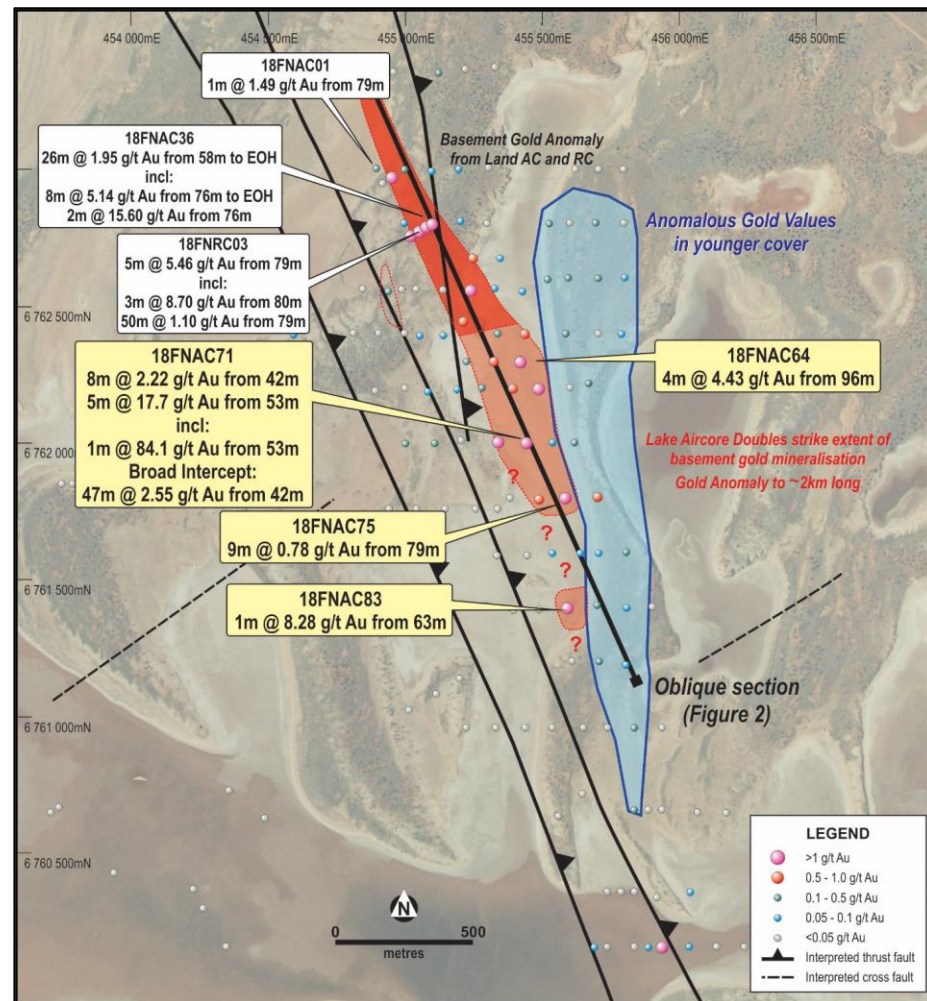 454 000mE
454 500mE
455 000mE
455 500mE
456 000mE
456 500mE
18FNAC01
1m @ 1.49 g/t Au from 79m
18FNAC36
26m @ 1.95 g/t Au from 58m to EOH
incl:
8m @ 5.14 g/t Au from 76m to EOH
2m @ 15.60 g/t Au from 76m
Basement Gold Anomaly
from Land AC and RC
Anomalous Gold Values
in younger cover
18FNRC03
5m @ 5.46 g/t Au from 79m
incl:
3m @ 8.70 g/t Au from 80m
50m @ 1.10 g/t Au from 79m
6 762 500mN
18FNAC71
8m @ 2.22 g/t Au from 42m
5m @ 17.7 g/t Au from 53m
incl:
1m @ 84.1 g/t Au from 53m
Broad Intercept:
47m @ 2.55 g/t Au from 42m
18FNAC64
4m @ 4.43 g/t Au from 96m
6 762 000mN
Lake Aircore Doubles strike extent of
basement gold mineralisation
Gold Anomaly to ~2km long
?
18FNAC75
9m @ 0.78 g/t Au from 79m
?
?
6 761 500mN
18FNAC83
1m @ 8.28 g/t Au from 63m
?
Oblique section
(Figure 2)
6 761 000mN
6 760 500mN
N
0
500
metres
LEGEND
>1 g/t Au
0.5 - 1.0 g/t Au
0.1 - 0.5 g/t Au
0.05 - 0.1 g/t Au
<0.05 g/t Au
Interpreted thrust fault
Interpreted cross fault